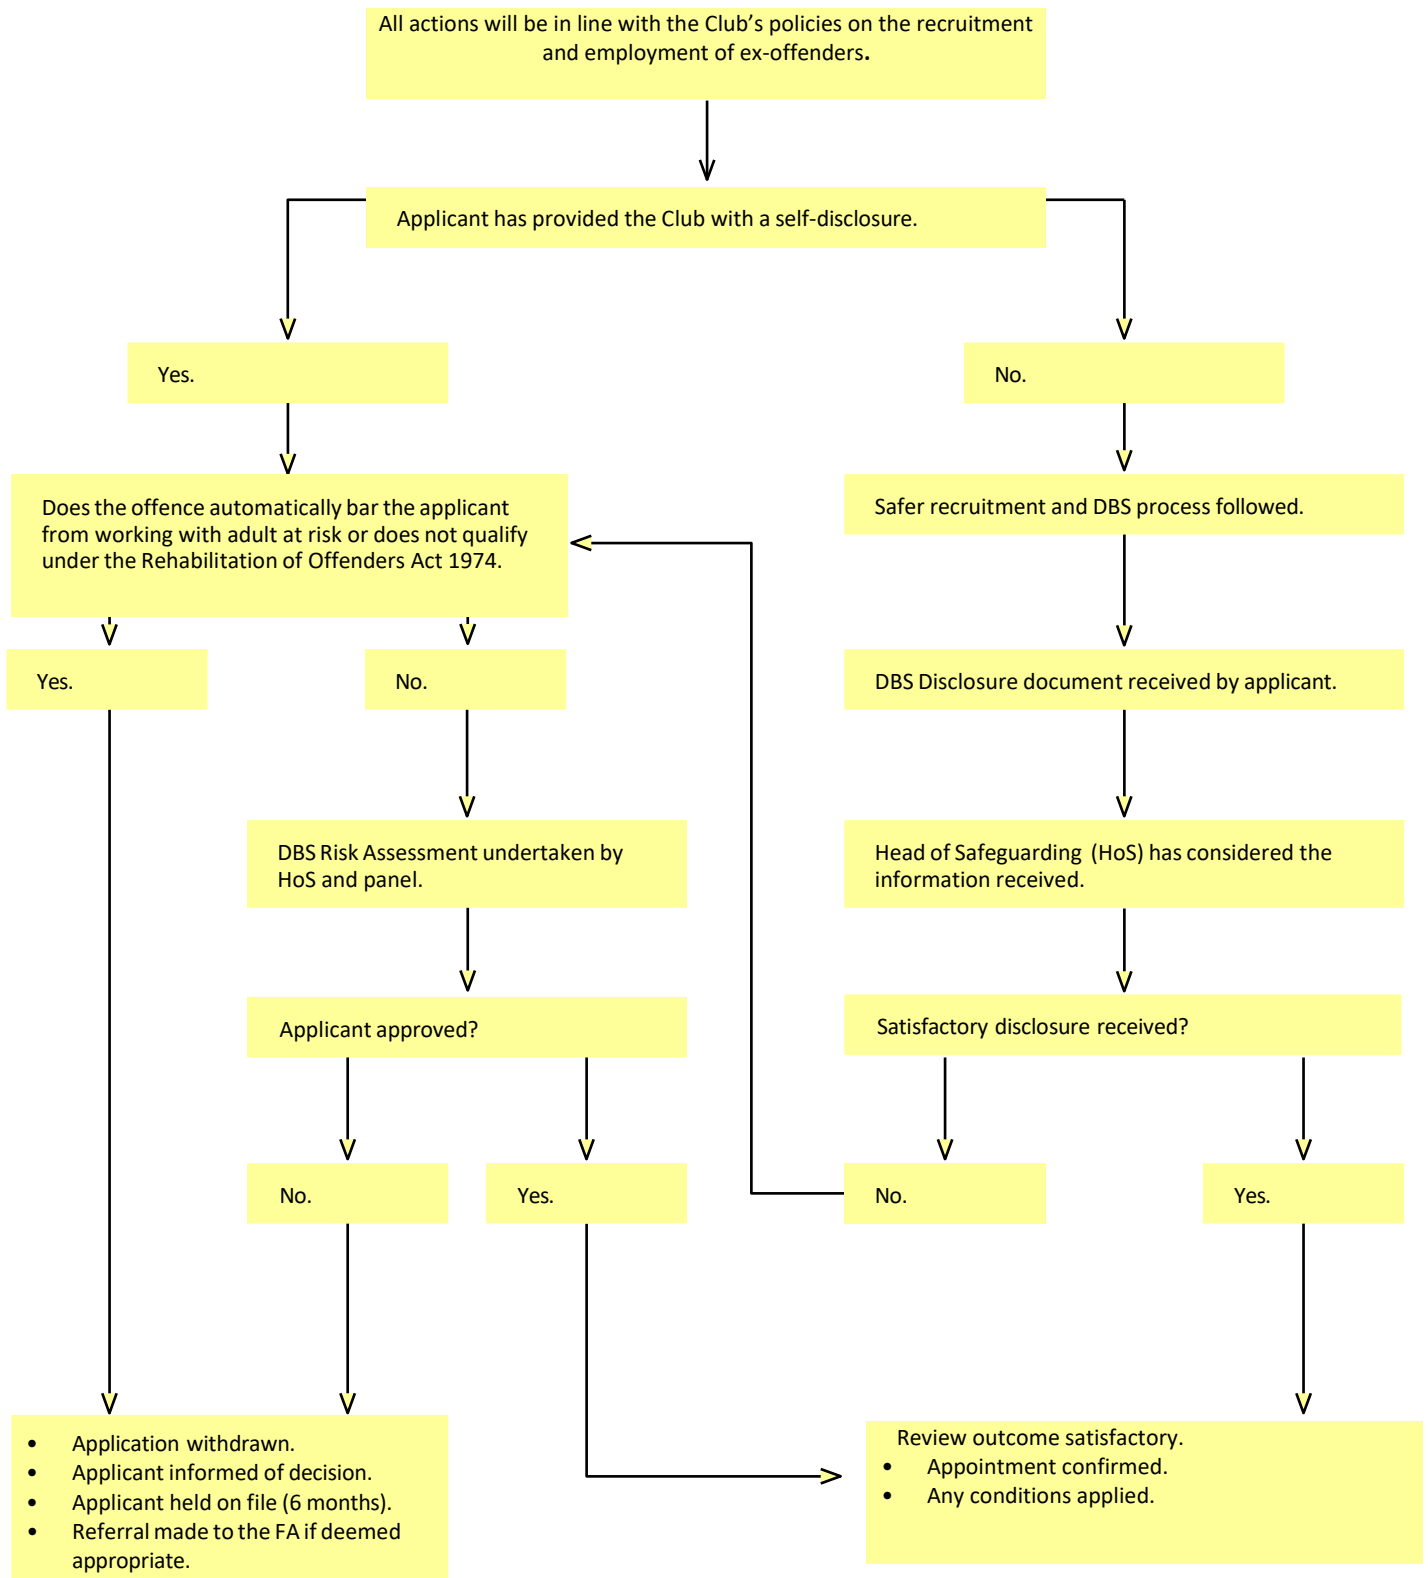 All actions will be in line with the Club’s policies on the recruitment
and employment of ex-offenders.
Applicant has provided the Club with a self-disclosure.
Yes.
No.
Does the offence automatically bar the applicant
from working with adult at risk or does not qualify
under the Rehabilitation of Offenders Act 1974.
Safer recruitment and DBS process followed.
Yes.
No.
DBS Disclosure document received by applicant.
DBS Risk Assessment undertaken by
HoS and panel.
Head of Safeguarding (HoS) has considered the
information received.
Applicant approved?
Satisfactory disclosure received?
No.
Yes.
No.
Yes.
• Application withdrawn.
• Applicant informed of decision.
• Applicant held on file (6 months).
• Referral made to the FA if deemed
appropriate.
Review outcome satisfactory.
• Appointment confirmed.
• Any conditions applied.